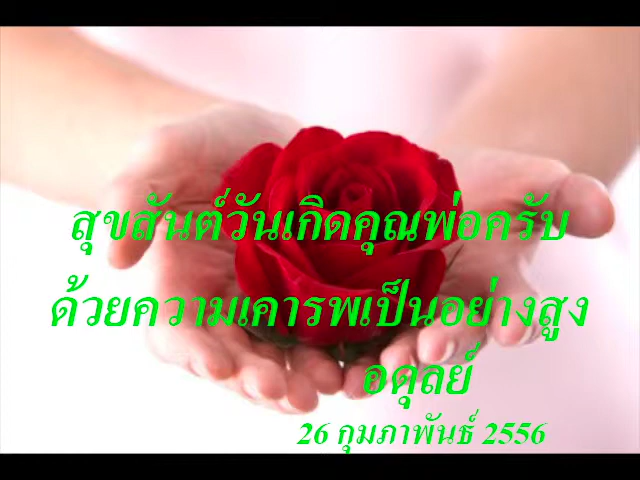 สุขสันต์วันเกิดคุณพ่อครับ
ด้วยความเคารพเป็นอย่างสูง
อดุลย์
26 กุมภาพันธ์ 2556